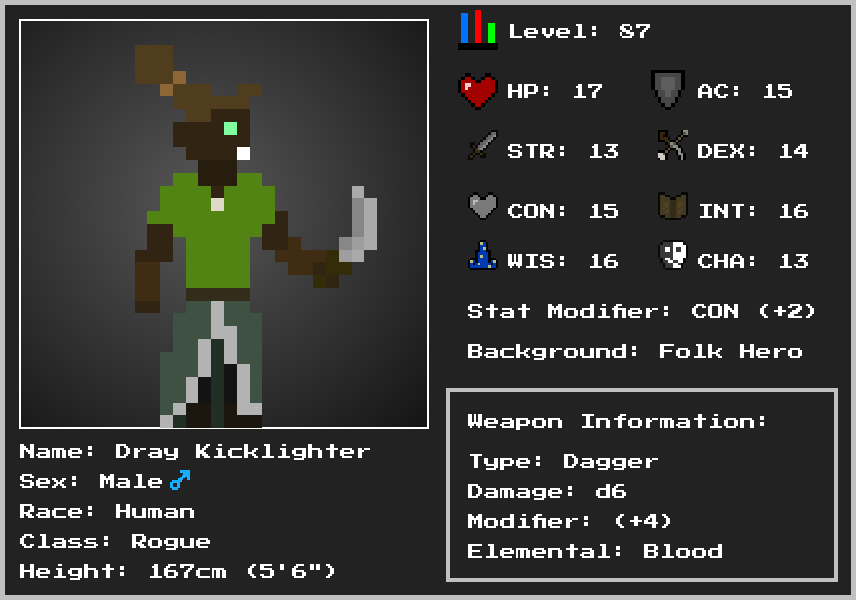 Level: 87
HP: 17 AC: 15
STR: 13 DEX: 14
CON: 15 INT: 16
WIS: 16 CHA: 13
Stat Modifier: CON (+2)
Background: Folk Hero
Weapon Information:
Type: Dagger
Damage: d6
Modifier: (+4)
Elemental: Blood
Name: Dray Kicklighter
Sex: Male ♂
Race: Human
Class: Rogue
Height: 167cm (5'6")